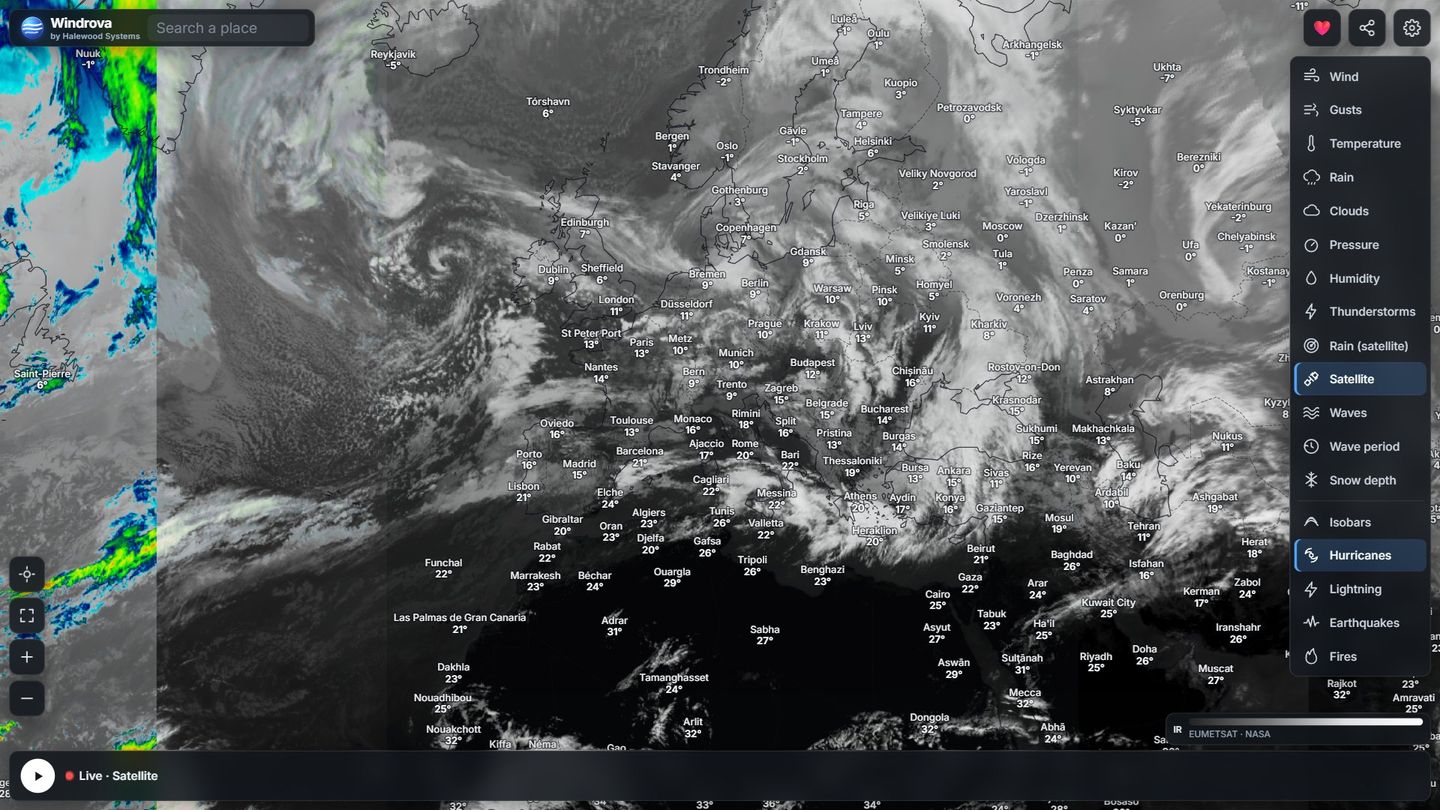 Windrova
by Halewood Systems
Search a place
-11°
Luleå
-1°
Oulu
1°
Arkhangelsk
-1°
Nuuk
-1°
Reykjavik
-5°
Umeå
1°
Trondheim
-2°
Ukhta
-7°
Kuopio
3°
Tórshavn
6°
Petrozavodsk
0°
Syktyvkar
-5°
Tampere
4°
Bergen
1°
Gävle
-1°
Helsinki
6°
Oslo
-1°
Stockholm
2°
Vologda
-1°
Berezniki
0°
Stavanger
4°
Veliky Novgorod
2°
Kirov
-2°
Gothenburg
3°
Yaroslavl
-1°
Riga
5°
Velikiye Luki
3°
Dzerzhinsk
1°
Yekaterinburg
-2°
Edinburgh
7°
Copenhagen
7°
Moscow
0°
Kazan'
0°
Chelyabinsk
-1°
Smolensk
2°
Ufa
0°
Gdansk
9°
Tula
1°
Minsk
5°
Dublin
9°
Sheffield
6°
Bremen
9°
Berlin
9°
Penza
0°
Samara
1°
Kostanay
-1°
Warsaw
10°
Pinsk
10°
Homyel
5°
Voronezh
4°
Saratov
4°
Orenburg
0°
London
11°
Düsseldorf
11°
Kyiv
11°
Kharkiv
8°
St Peter Port
13°
Paris
13°
Metz
10°
Prague
10°
Krakow
11°
Lviv
13°
Munich
10°
Budapest
12°
Chișinău
16°
Rostov-on-Don
12°
Saint-Pierre
6°
Nantes
14°
Bern
9°
Trento
9°
Zagreb
15°
Astrakhan
8°
Belgrade
15°
Bucharest
14°
Krasnodar
15°
Oviedo
16°
Toulouse
13°
Monaco
16°
Rimini
18°
Split
16°
Pristina
13°
Burgas
14°
Sukhumi
15°
Makhachkala
13°
Nukus
11°
Porto
16°
Madrid
15°
Barcelona
21°
Ajaccio
17°
Rome
20°
Bari
22°
Thessaloniki
19°
Bursa
13°
Ankara
15°
Sivas
11°
Rize
16°
Yerevan
10°
Baku
14°
Lisbon
21°
Elche
24°
Cagliari
22°
Messina
22°
Athens
20°
Aydin
17°
Konya
16°
Gaziantep
15°
Ardabil
10°
Ashgabat
19°
Gibraltar
20°
Oran
23°
Algiers
23°
Tunis
26°
Valletta
22°
Heraklion
20°
Mosul
19°
Tehran
11°
Rabat
22°
Djelfa
20°
Gafsa
26°
Beirut
21°
Baghdad
26°
Isfahan
16°
Herat
18°
Funchal
22°
Marrakesh
23°
Béchar
24°
Ouargla
29°
Tripoli
26°
Benghazi
23°
Gaza
22°
Arar
24°
Kerman
17°
Zabol
24°
Cairo
25°
Kuwait City
25°
Las Palmas de Gran Canaria
21°
Adrar
31°
Sabha
27°
Asyut
27°
Tabuk
23°
Ha'il
25°
Iranshahr
26°
Dakhla
23°
Tamanghasset
24°
Aswân
29°
Sulţānah
31°
Riyadh
25°
Doha
26°
Muscat
27°
Nouadhibou
25°
Mecca
32°
Rajkot
32°
23°
Amravati
25°
Nouakchott
32°
Arlit
32°
Dongola
32°
Abhā
24°
Kiffa
Néma
Gao
Wind
Gusts
Temperature
Rain
Clouds
Pressure
Humidity
Thunderstorms
Rain (satellite)
Satellite
Waves
Wave period
Snow depth
Isobars
Hurricanes
Lightning
Earthquakes
Fires
IR
EUMETSAT · NASA
25°
Live · Satellite
32°
33°
36°
34°
28°